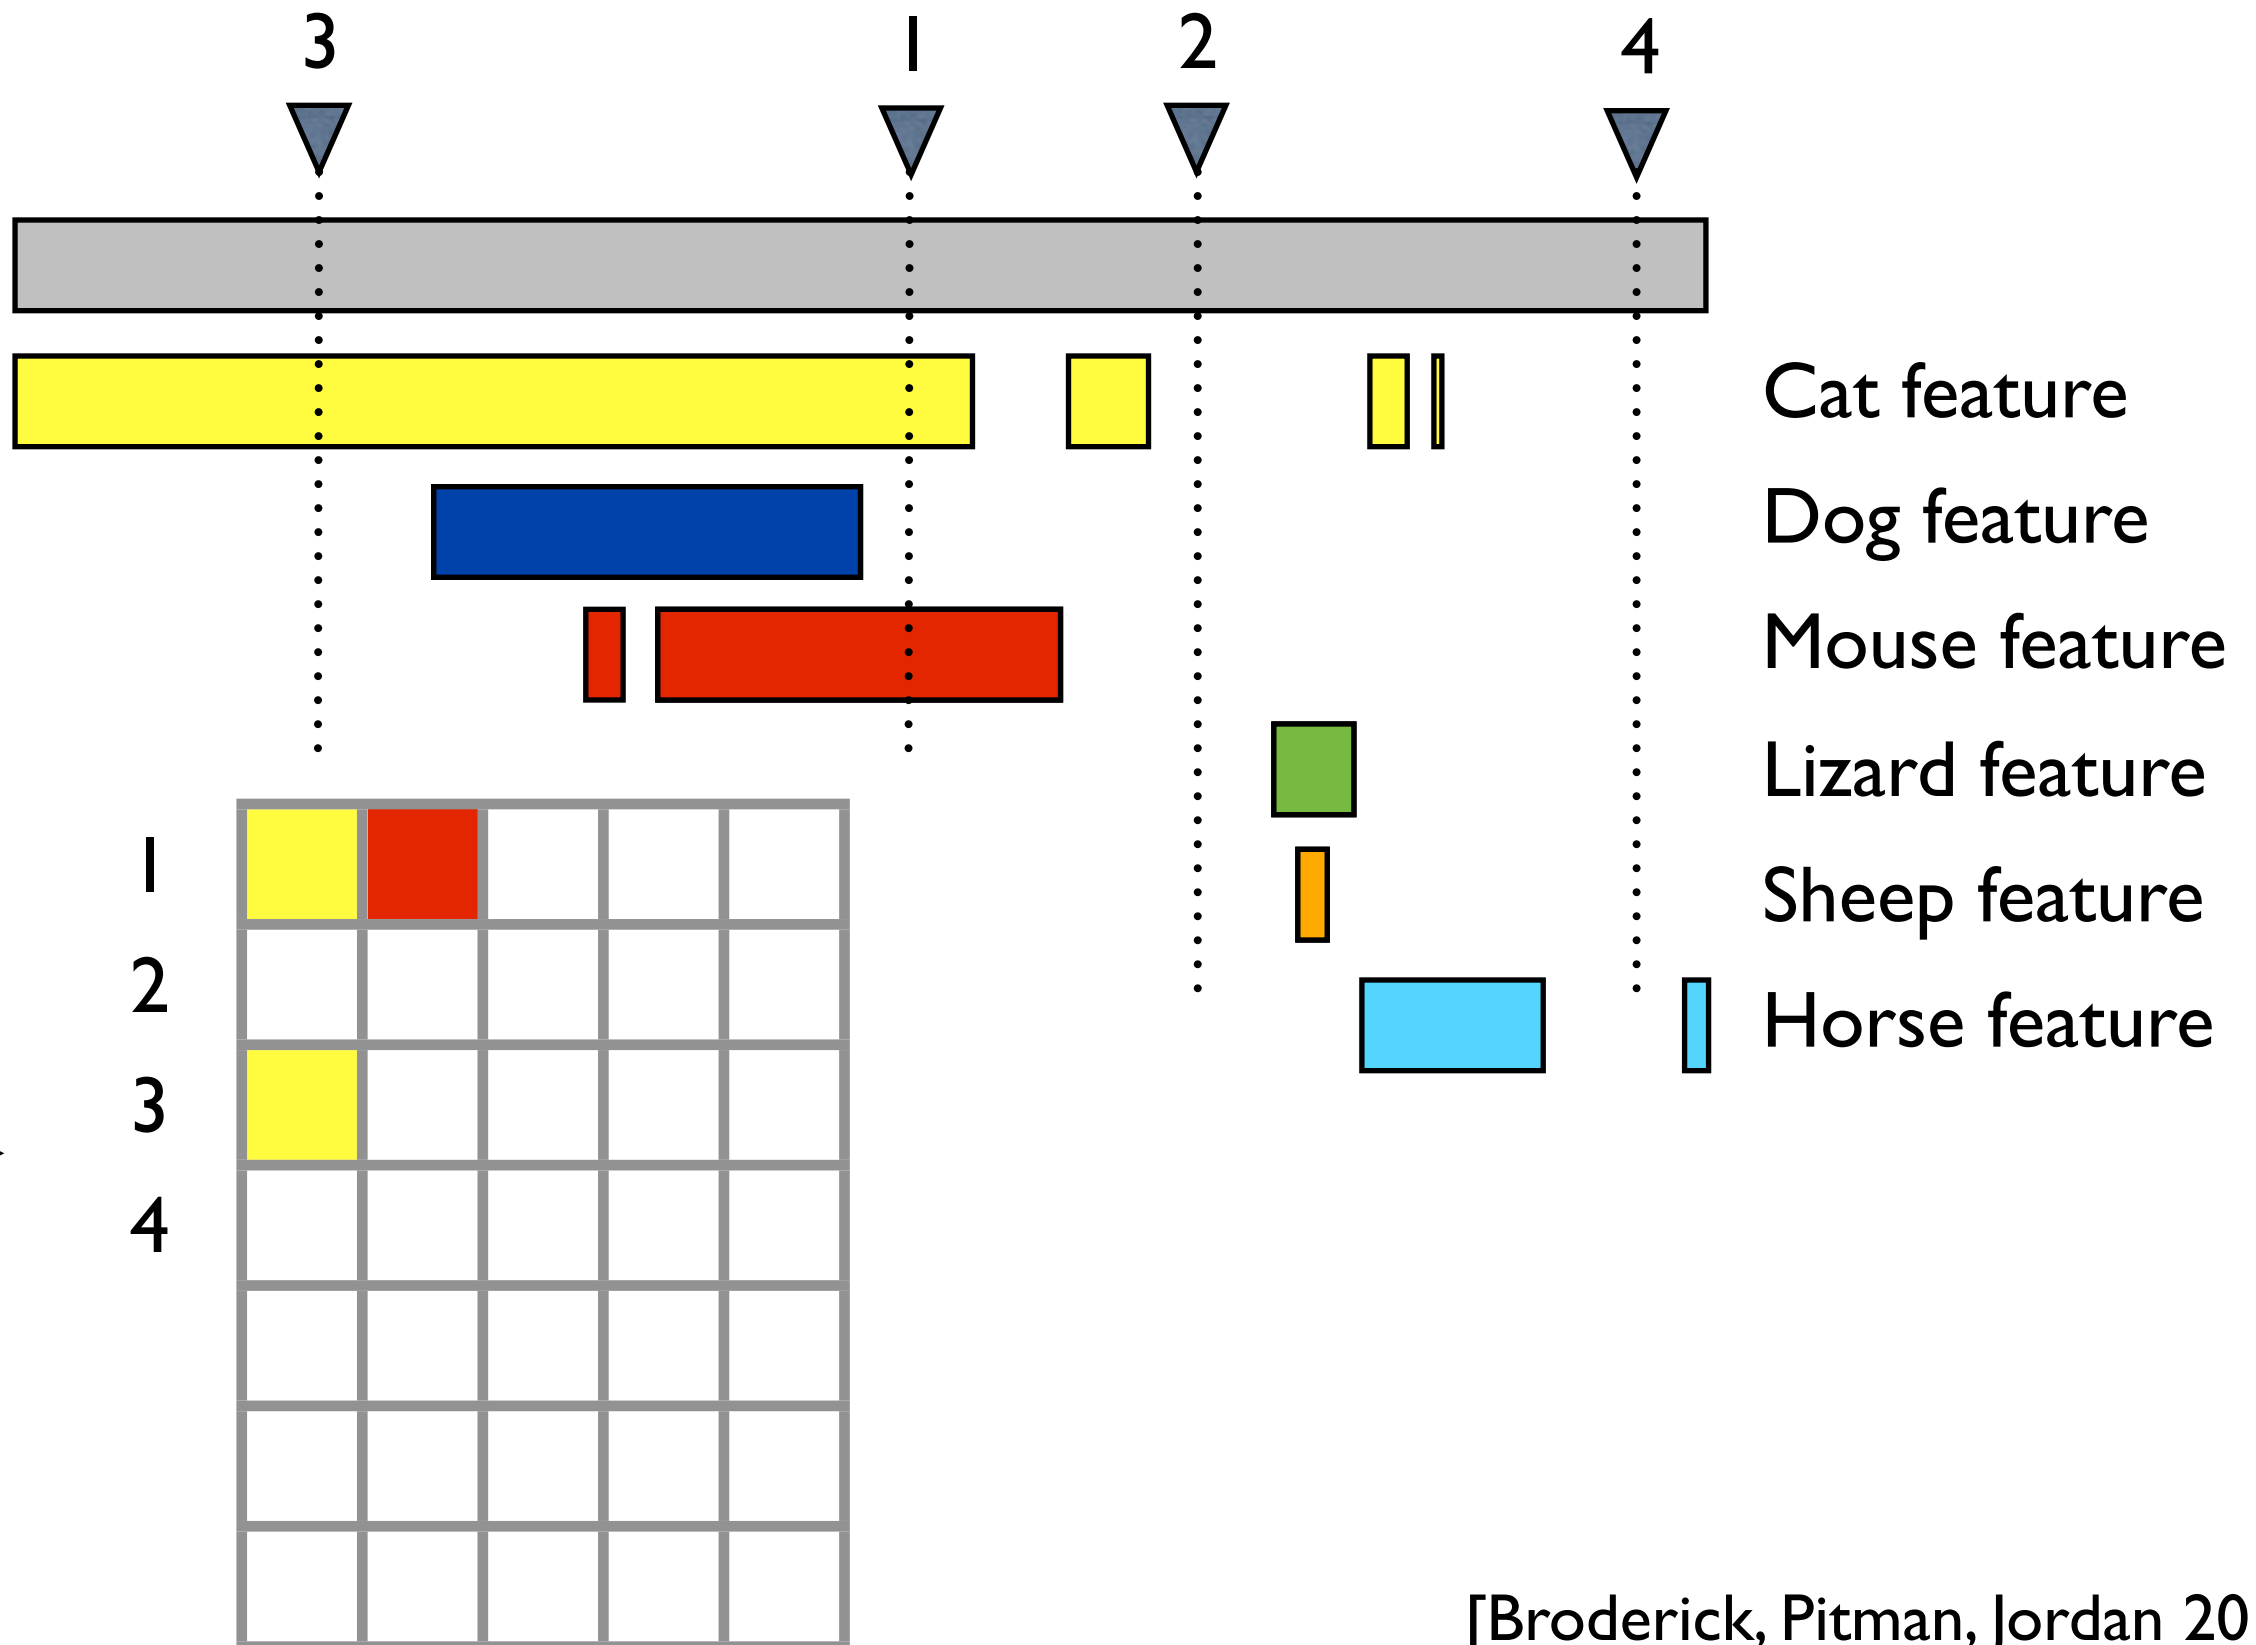 3 1 2 4
Cat feature
Dog feature
Mouse feature
Lizard feature
Sheep feature
Horse feature
1
2
3
4
[Broderick, Pitman, Jordan 20